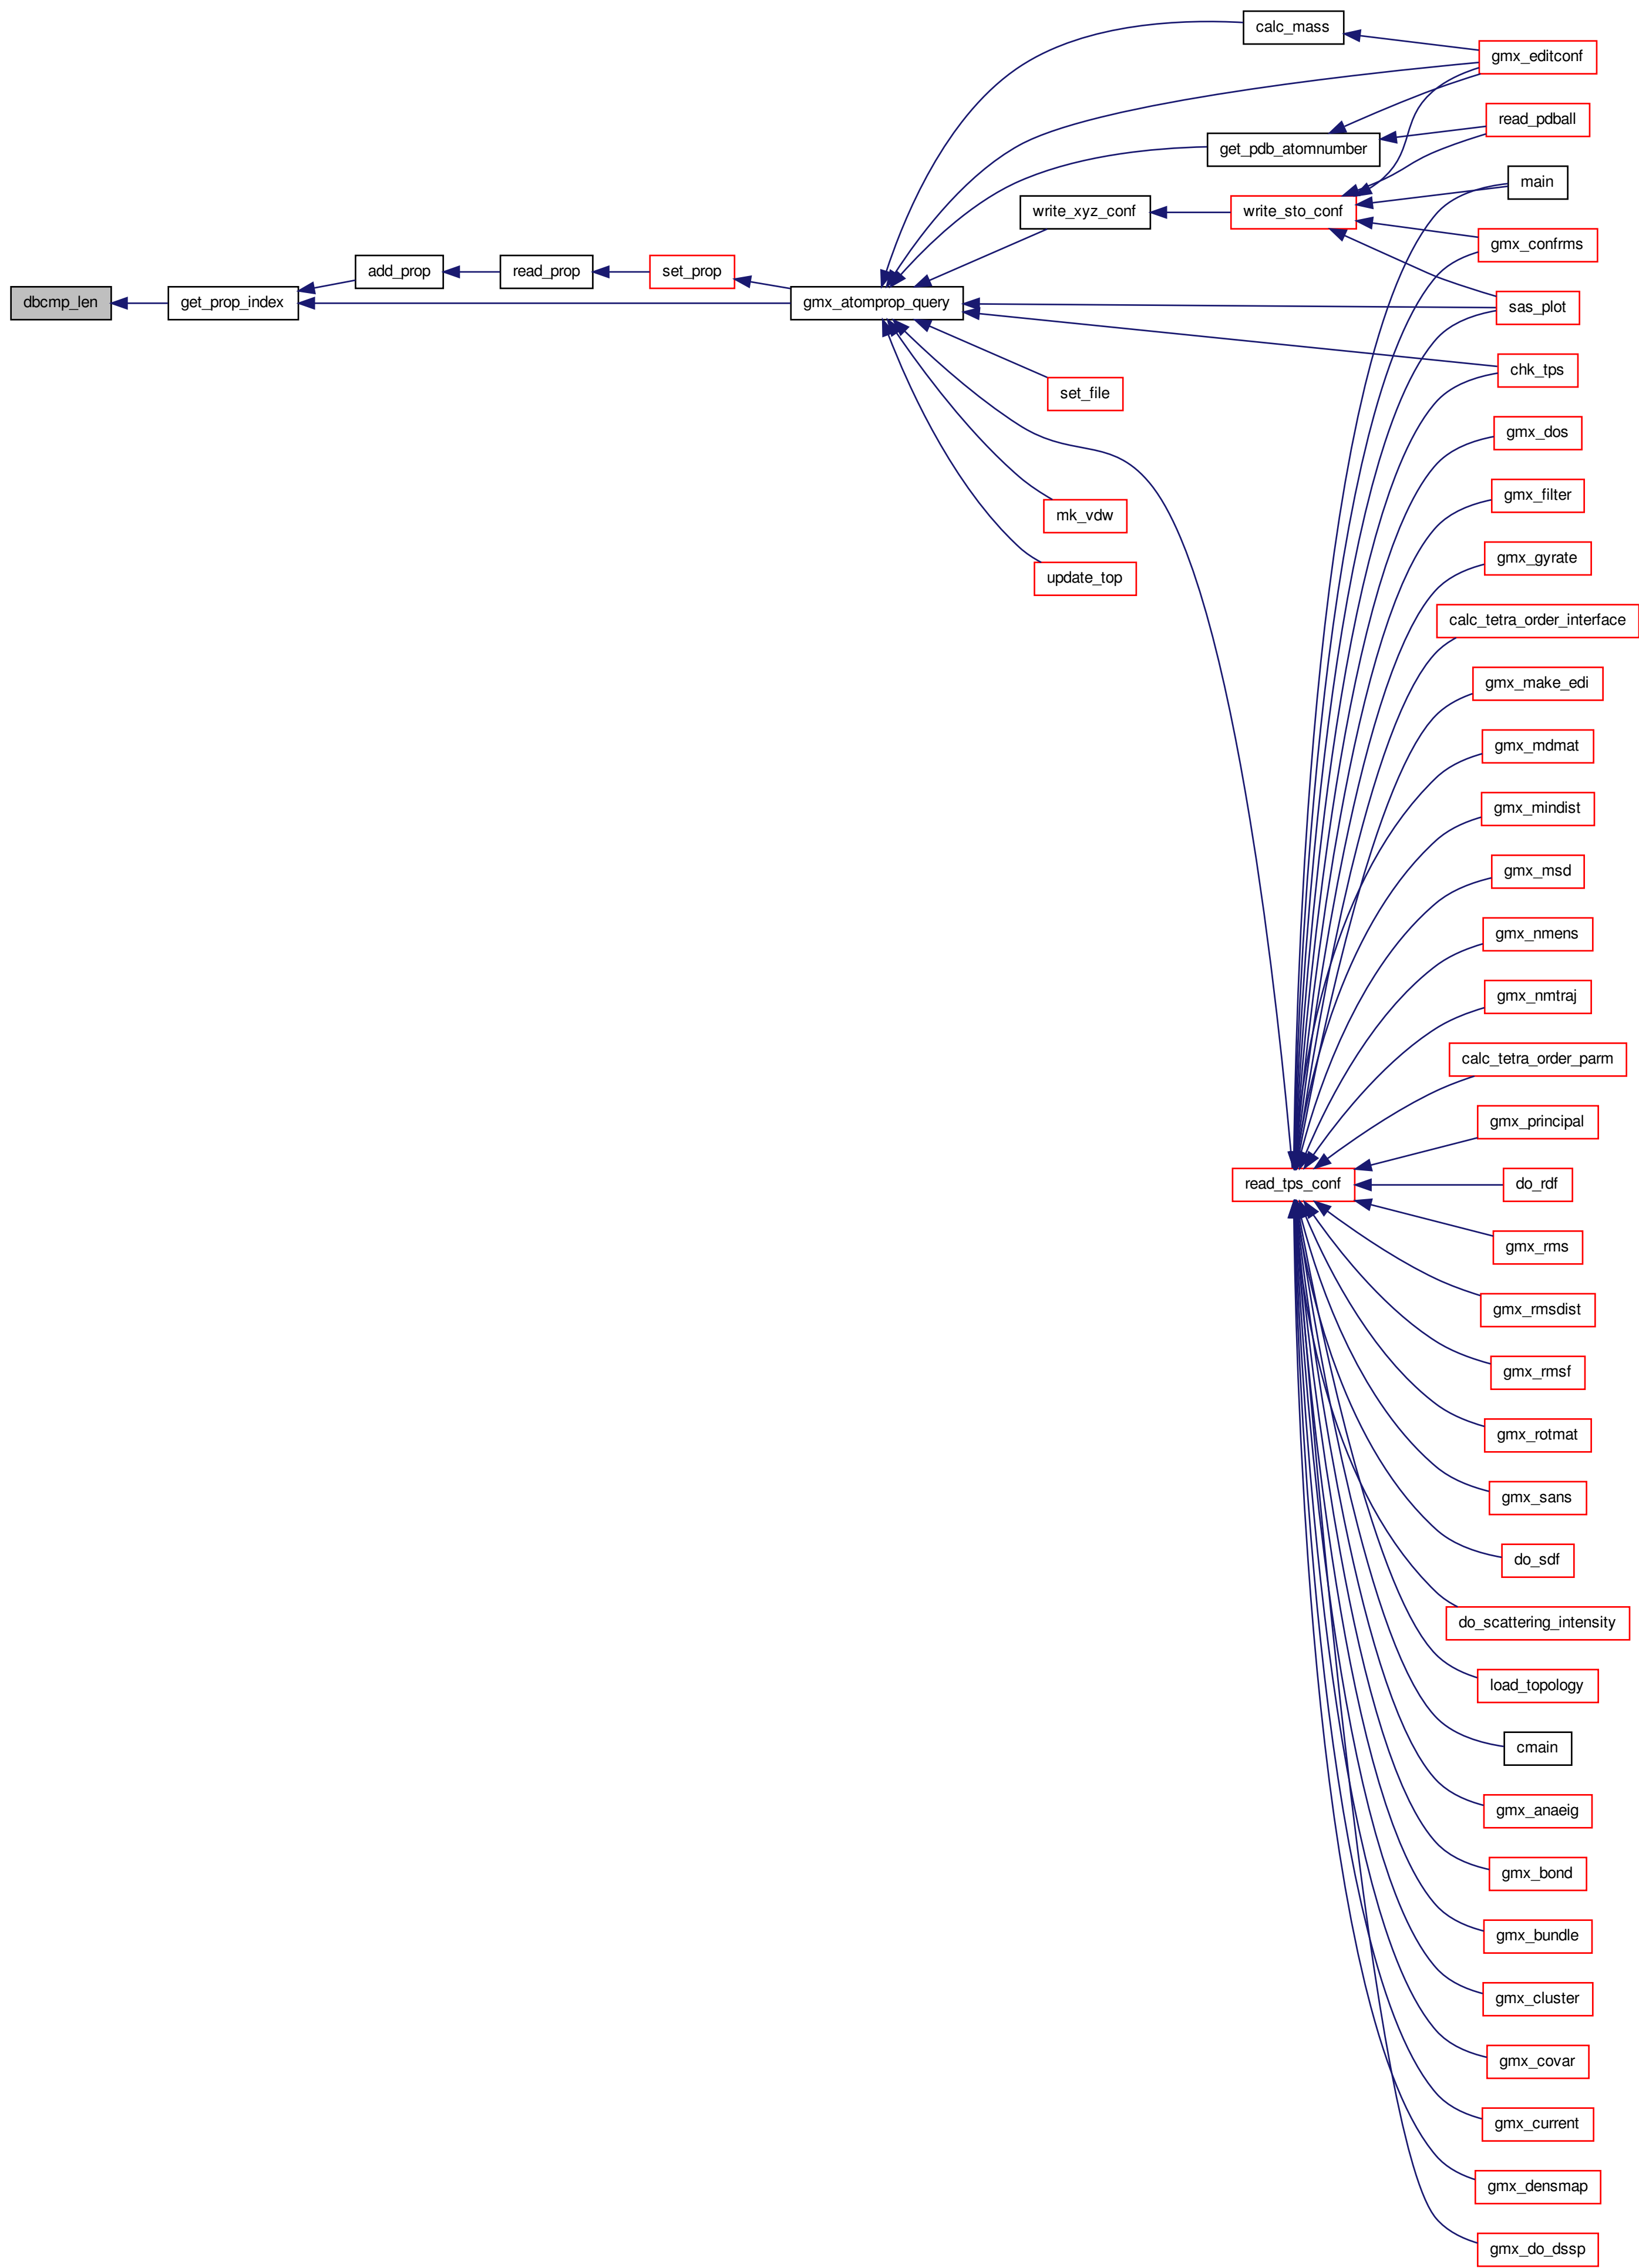 calc_mass
gmx_editconf
read_pdball
get_pdb_atomnumber
main
write_xyz_conf
write_sto_conf
gmx_confrms
add_prop
read_prop
set_prop
dbcmp_len
get_prop_index
gmx_atomprop_query
sas_plot
chk_tps
set_file
gmx_dos
gmx_filter
mk_vdw
gmx_gyrate
update_top
calc_tetra_order_interface
gmx_make_edi
gmx_mdmat
gmx_mindist
gmx_msd
gmx_nmens
gmx_nmtraj
calc_tetra_order_parm
gmx_principal
read_tps_conf
do_rdf
gmx_rms
gmx_rmsdist
gmx_rmsf
gmx_rotmat
gmx_sans
do_sdf
do_scattering_intensity
load_topology
cmain
gmx_anaeig
gmx_bond
gmx_bundle
gmx_cluster
gmx_covar
gmx_current
gmx_densmap
gmx_do_dssp